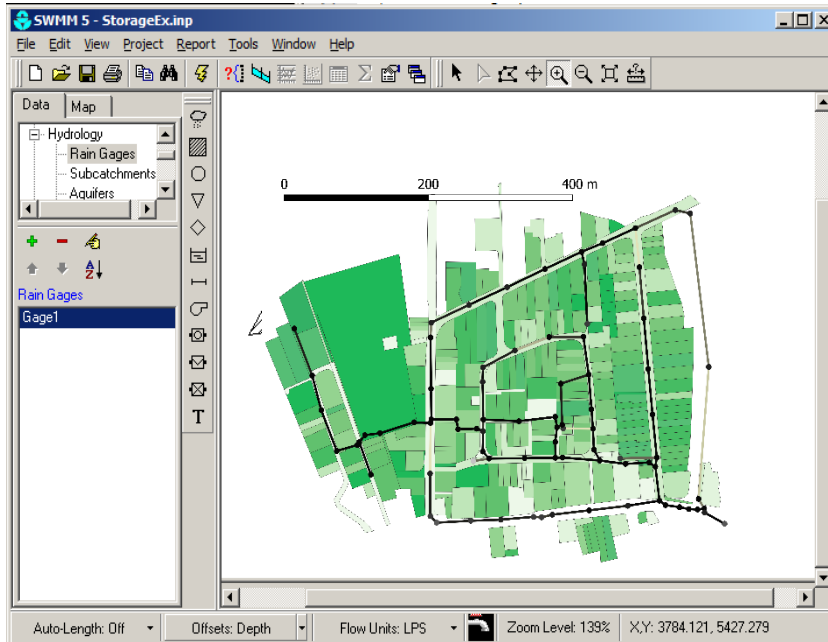 SWMM 5 - StorageEx.inp
File Edit View Project Report Tools Window Help
Data Map
Hydrology
Rain Gages
Subcatchments
Aquifers
Rain Gages
Gage1
T
0 200 400 m
Auto-Length: Off Offsets: Depth Flow Units: LPS Zoom Level: 139% X,Y: 3784.121, 5427.279